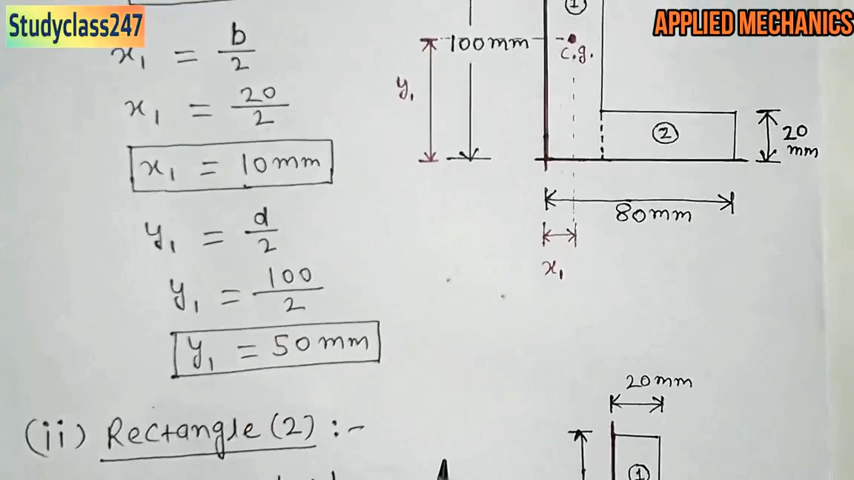 Studyclass247
APPLIED MECHANICS
x₁ = b/2
x₁ = 20/2
x₁ = 10mm
y₁ = d/2
y₁ = 100/2
y₁ = 50mm
(ii) Rectangle (2) :-
1
100mm
c.g.
y₁
2
20
mm
80mm
x₁
20mm
1